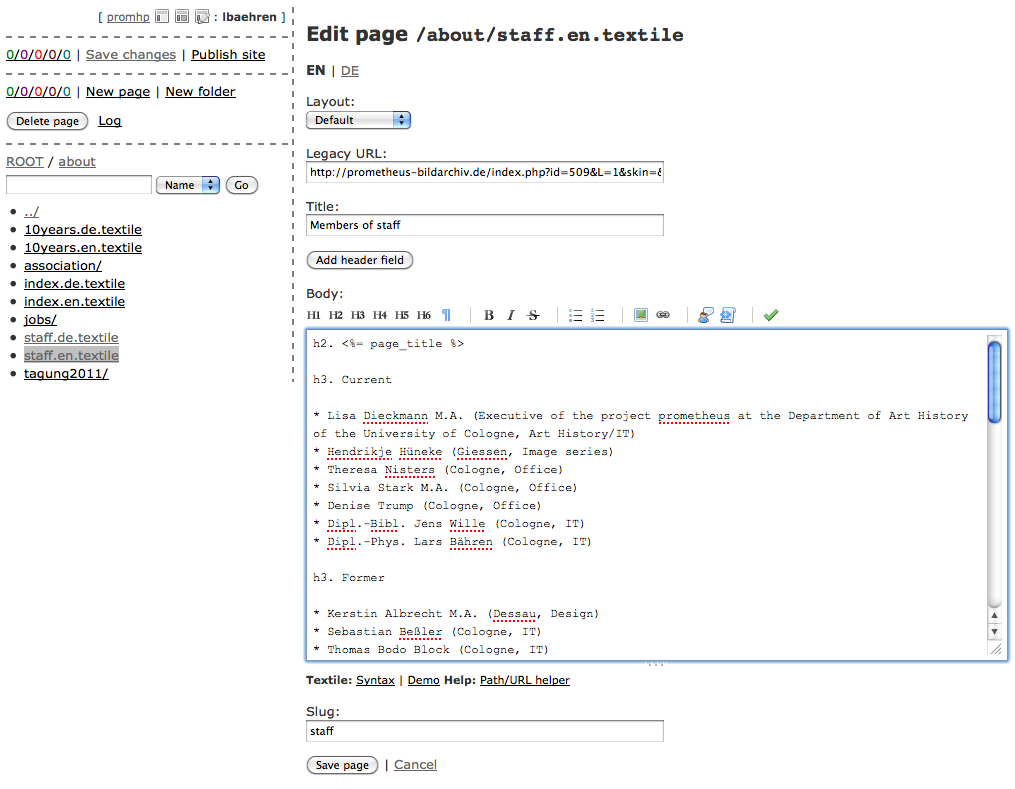 [ promhp : lbaehren ]
0/0/0/0/0 | Save changes | Publish site
0/0/0/0/0 | New page | New folder
Delete page Log
ROOT / about
Name Go
../
10years.de.textile
10years.en.textile
association/
index.de.textile
index.en.textile
jobs/
staff.de.textile
staff.en.textile
tagung2011/
Edit page /about/staff.en.textile
EN | DE
Layout:
Default
Legacy URL:
http://prometheus-bildarchiv.de/index.php?id=509&L=1&skin=&
Title:
Members of staff
Add header field
Body:
H1 H2 H3 H4 H5 H6 ¶ B I S
h2. <%= page_title %>
h3. Current
* Lisa Dieckmann M.A. (Executive of the project prometheus at the Department of Art History
of the University of Cologne, Art History/IT)
* Hendrikje Hüneke (Giessen, Image series)
* Theresa Nisters (Cologne, Office)
* Silvia Stark M.A. (Cologne, Office)
* Denise Trump (Cologne, Office)
* Dipl.-Bibl. Jens Wille (Cologne, IT)
* Dipl.-Phys. Lars Bähren (Cologne, IT)
h3. Former
* Kerstin Albrecht M.A. (Dessau, Design)
* Sebastian Beßler (Cologne, IT)
* Thomas Bodo Block (Cologne, IT)
Textile: Syntax | Demo Help: Path/URL helper
Slug:
staff
Save page | Cancel